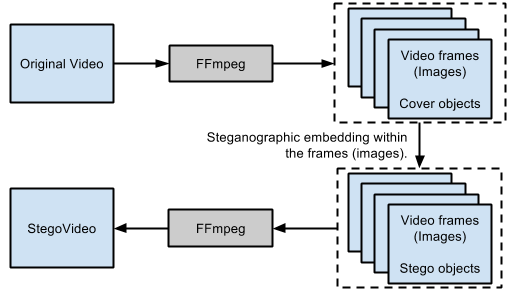 Original Video
FFmpeg
Video frames
(Images)
Cover objects
Steganographic embedding within
the frames (images).
StegoVideo
FFmpeg
Video frames
(Images)
Stego objects